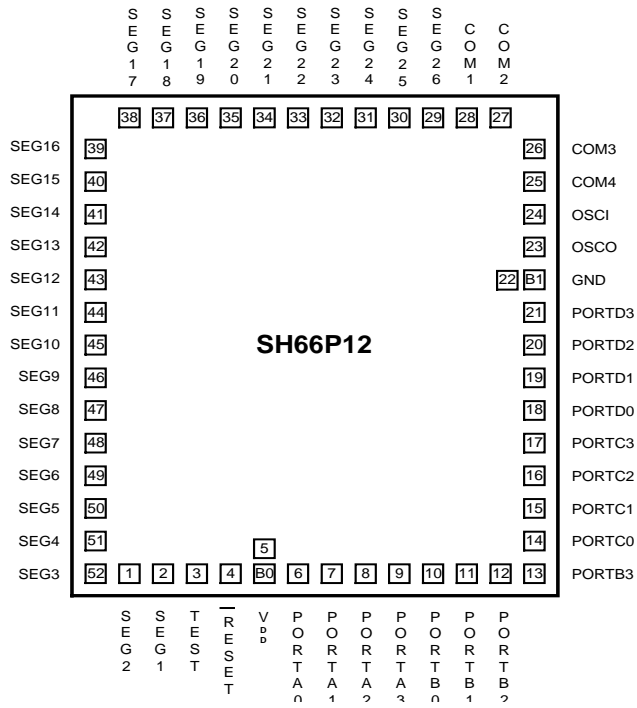 SEG17 SEG18 SEG19 SEG20 SEG21 SEG22 SEG23 SEG24 SEG25 SEG26 COM1 COM2
38 37 36 35 34 33 32 31 30 29 28 27
SEG16 39 26 COM3
SEG15 40 25 COM4
SEG14 41 24 OSCI
SEG13 42 23 OSCO
SEG12 43 22 B1 GND
SEG11 44 21 PORTD3
SEG10 45 SH66P12 20 PORTD2
SEG9 46 19 PORTD1
SEG8 47 18 PORTD0
SEG7 48 17 PORTC3
SEG6 49 16 PORTC2
SEG5 50 15 PORTC1
SEG4 51 5 14 PORTC0
SEG3 52 1 2 3 4 B0 6 7 8 9 10 11 12 13 PORTB3
SEG2 SEG1 TEST RESET VDD PORTA0 PORTA1 PORTA2 PORTA3 PORTB0 PORTB1 PORTB2